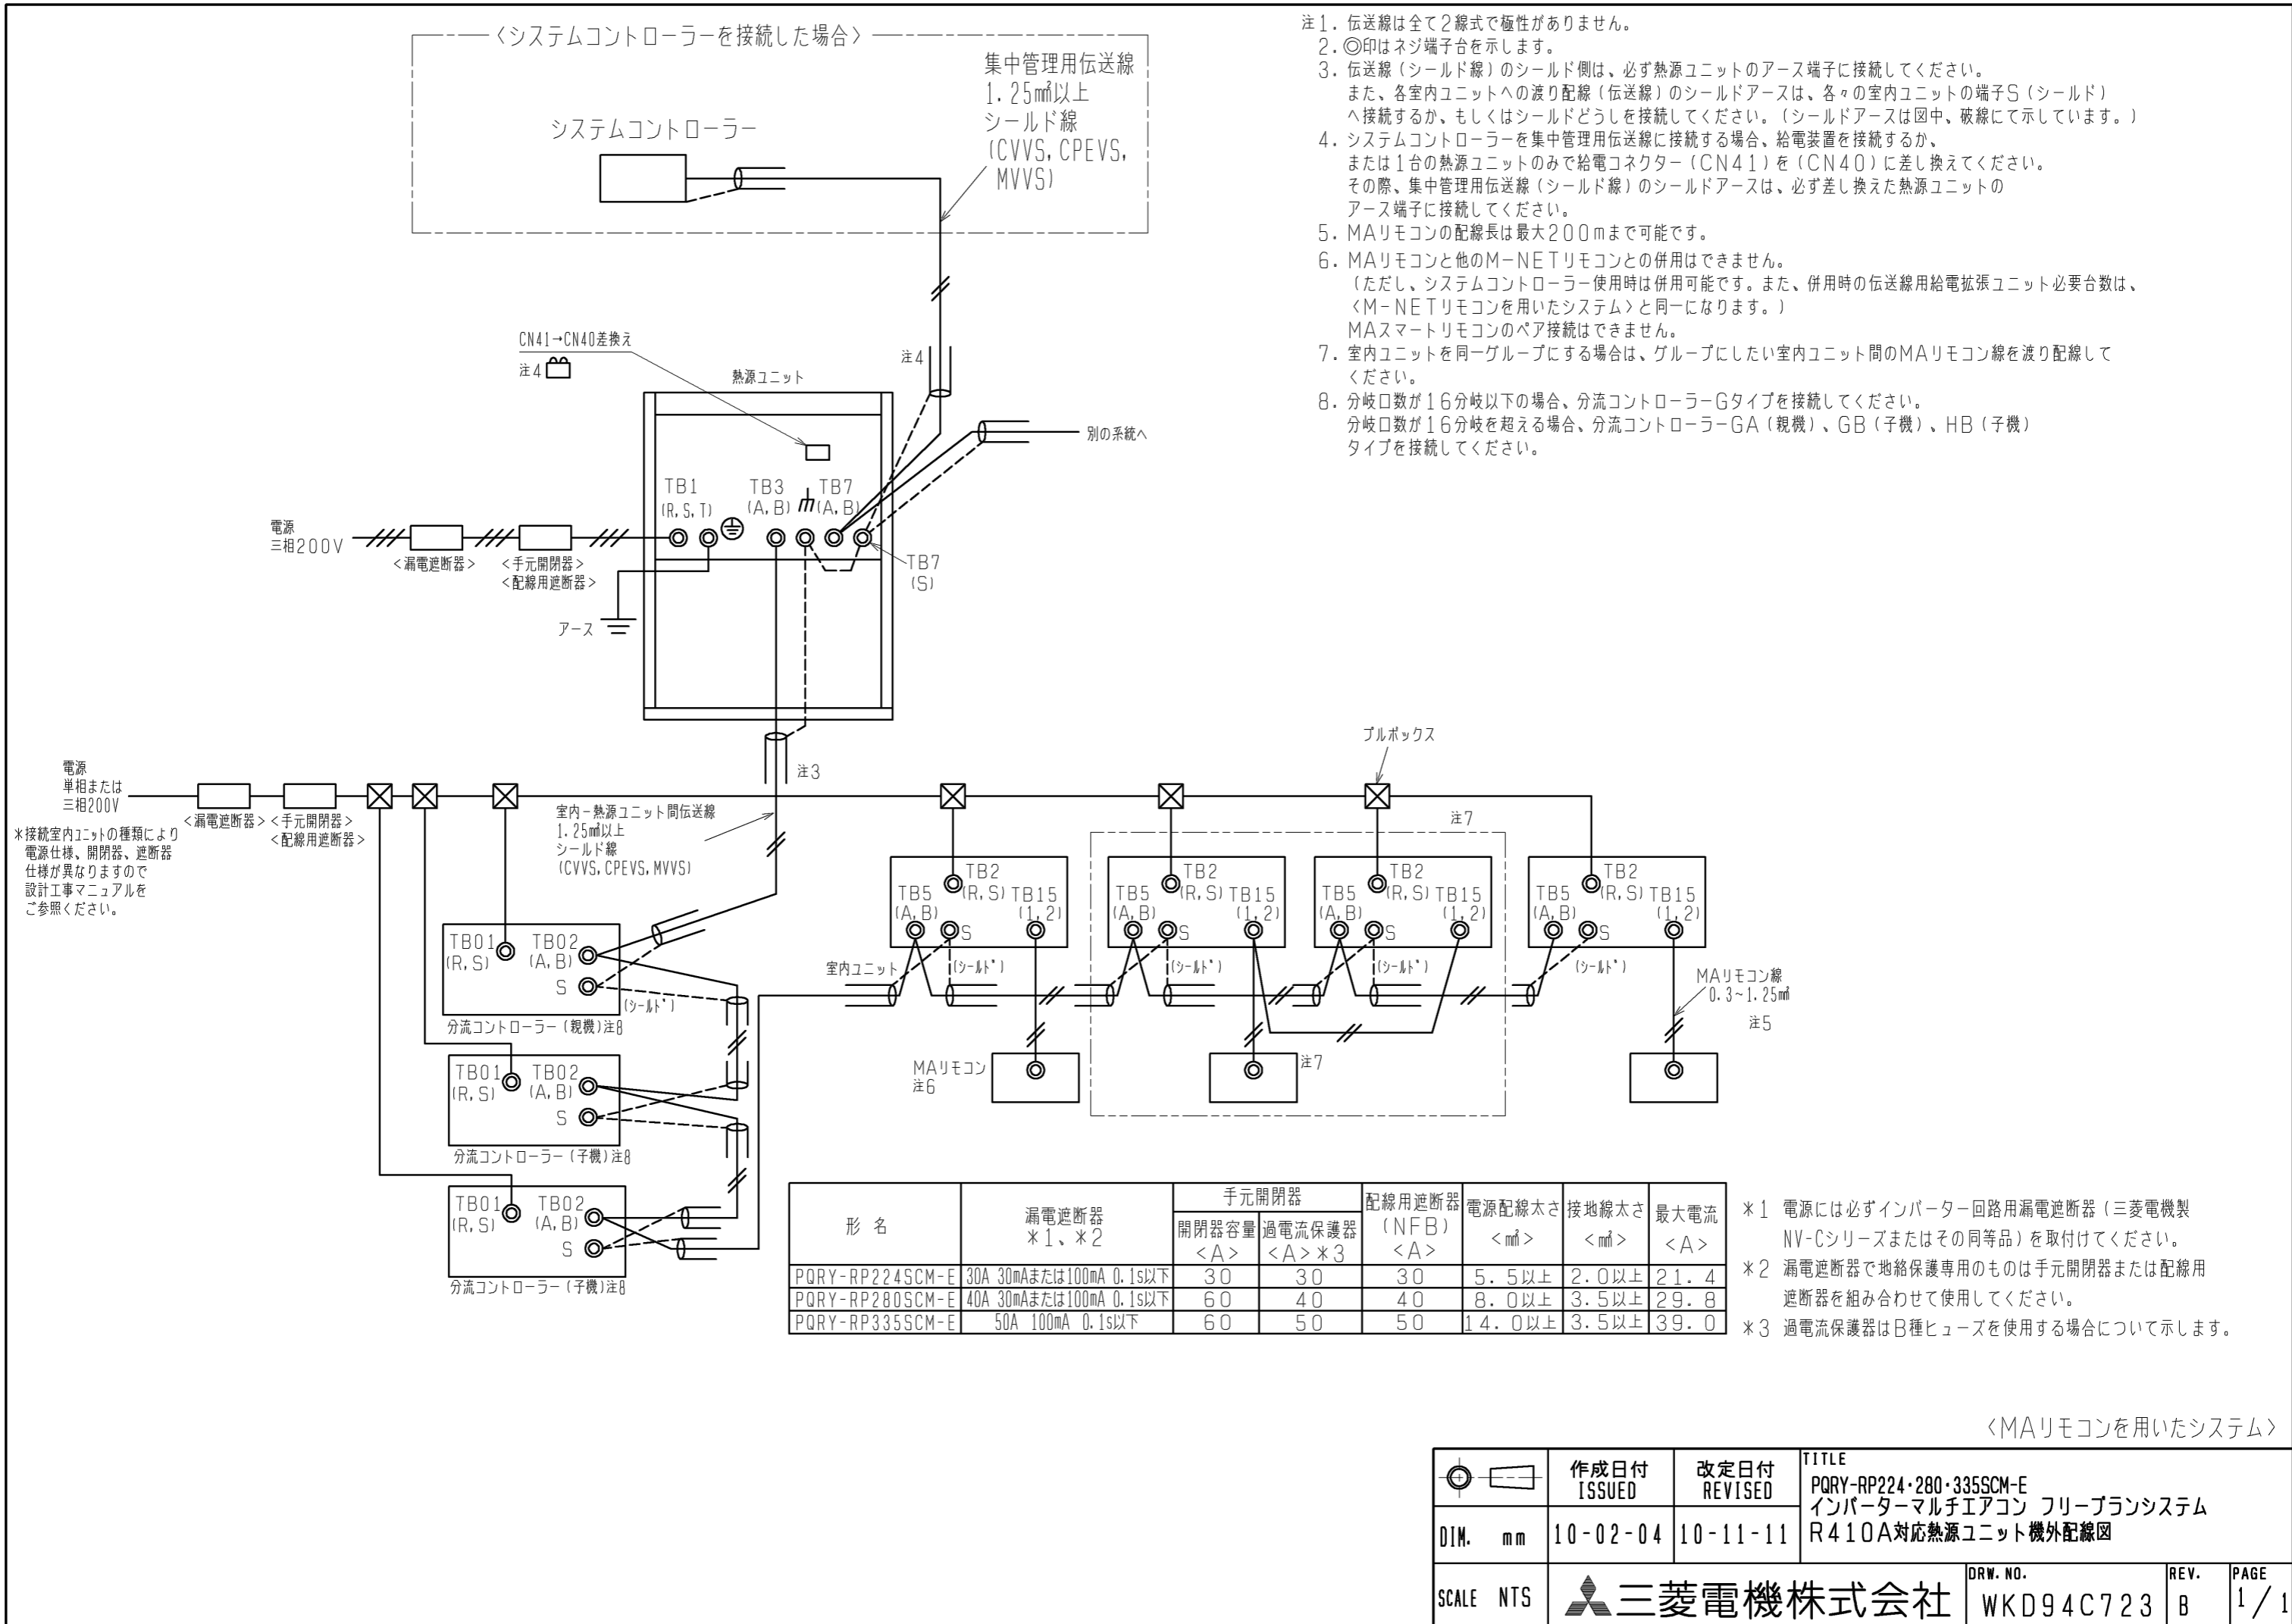 〈システムコントローラーを接続した場合〉
集中管理用伝送線
1.25㎟以上
シールド線
(CVVS,CPEVS,
MVVS)
システムコントローラー
注1.伝送線は全て2線式で極性がありません。
2.◎印はネジ端子台を示します。
3.伝送線(シールド線)のシールド側は、必ず熱源ユニットのアース端子に接続してください。
また、各室内ユニットへの渡り配線(伝送線)のシールドアースは、各々の室内ユニットの端子S(シールド)
へ接続するか、もしくはシールドどうしを接続してください。(シールドアースは図中、破線にて示しています。)
4.システムコントローラーを集中管理用伝送線に接続する場合、給電装置を接続するか、
または1台の熱源ユニットのみで給電コネクター(CN41)を(CN40)に差し換えてください。
その際、集中管理用伝送線(シールド線)のシールドアースは、必ず差し換えた熱源ユニットの
アース端子に接続してください。
5.MAリモコンの配線長は最大200mまで可能です。
6.MAリモコンと他のM-NETリモコンとの併用はできません。
(ただし、システムコントローラー使用時は併用可能です。また、併用時の伝送線用給電拡張ユニット必要台数は、
〈M-NETリモコンを用いたシステム〉と同一になります。)
MAスマートリモコンのペア接続はできません。
7.室内ユニットを同一グループにする場合は、グループにしたい室内ユニット間のMAリモコン線を渡り配線して
ください。
8.分岐口数が16分岐以下の場合、分流コントローラーGタイプを接続してください。
分岐口数が16分岐を超える場合、分流コントローラーGA(親機)、GB(子機)、HB(子機)
タイプを接続してください。
CN41→CN40差換え
注4
注4
熱源ユニット
別の系統へ
TB1
(R,S,T)
TB3
(A,B)
TB7
(A,B)
TB7
(S)
電源
三相200V
<漏電遮断器>
<手元開閉器>
<配線用遮断器>
アース
注3
プルボックス
電源
単相または
三相200V
<漏電遮断器>
<手元開閉器>
<配線用遮断器>
*接続室内ユニットの種類により
電源仕様、開閉器、遮断器
仕様が異なりますので
設計工事マニュアルを
ご参照ください。
室内-熱源ユニット間伝送線
1.25㎟以上
シールド線
(CVVS,CPEVS,MVVS)
注7
TB5
(A,B)
TB2
(R,S)
TB15
(1,2)
S
TB5
(A,B)
TB2
(R,S)
TB15
(1,2)
S
TB5
(A,B)
TB2
(R,S)
TB15
(1,2)
S
TB5
(A,B)
TB2
(R,S)
TB15
(1,2)
S
室内ユニット
(シールド)
(シールド)
(シールド)
(シールド)
MAリモコン線
0.3~1.25㎟
注5
MAリモコン
注6
注7
TB01
(R,S)
TB02
(A,B)
S
(シールド)
分流コントローラー(親機)注8
TB01
(R,S)
TB02
(A,B)
S
分流コントローラー(子機)注8
TB01
(R,S)
TB02
(A,B)
S
分流コントローラー(子機)注8
形 名
漏電遮断器
*1、*2
手元開閉器
開閉器容量
<A>
過電流保護器
<A>*3
配線用遮断器
(NFB)
<A>
電源配線太さ
<㎟>
接地線太さ
<㎟>
最大電流
<A>
PQRY-RP224SCM-E 30A 30mAまたは100mA 0.1s以下 30 30 30 5.5以上 2.0以上 21.4
PQRY-RP280SCM-E 40A 30mAまたは100mA 0.1s以下 60 40 40 8.0以上 3.5以上 29.8
PQRY-RP335SCM-E 50A 100mA 0.1s以下 60 50 50 14.0以上 3.5以上 39.0
*1 電源には必ずインバーター回路用漏電遮断器(三菱電機製
NV-Cシリーズまたはその同等品)を取付けてください。
*2 漏電遮断器で地絡保護専用のものは手元開閉器または配線用
遮断器を組み合わせて使用してください。
*3 過電流保護器はB種ヒューズを使用する場合について示します。
〈MAリモコンを用いたシステム〉
作成日付
ISSUED
改定日付
REVISED
TITLE
PQRY-RP224・280・335SCM-E
インバーターマルチエアコン フリープランシステム
R410A対応熱源ユニット機外配線図
DIM. mm
10-02-04
10-11-11
SCALE NTS
三菱電機株式会社
DRW.NO.
WKD94C723
REV.
B
PAGE
1/1